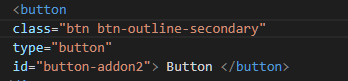 <button
class="btn btn-outline-secondary"
type="button"
id="button-addon2"> Button </button>